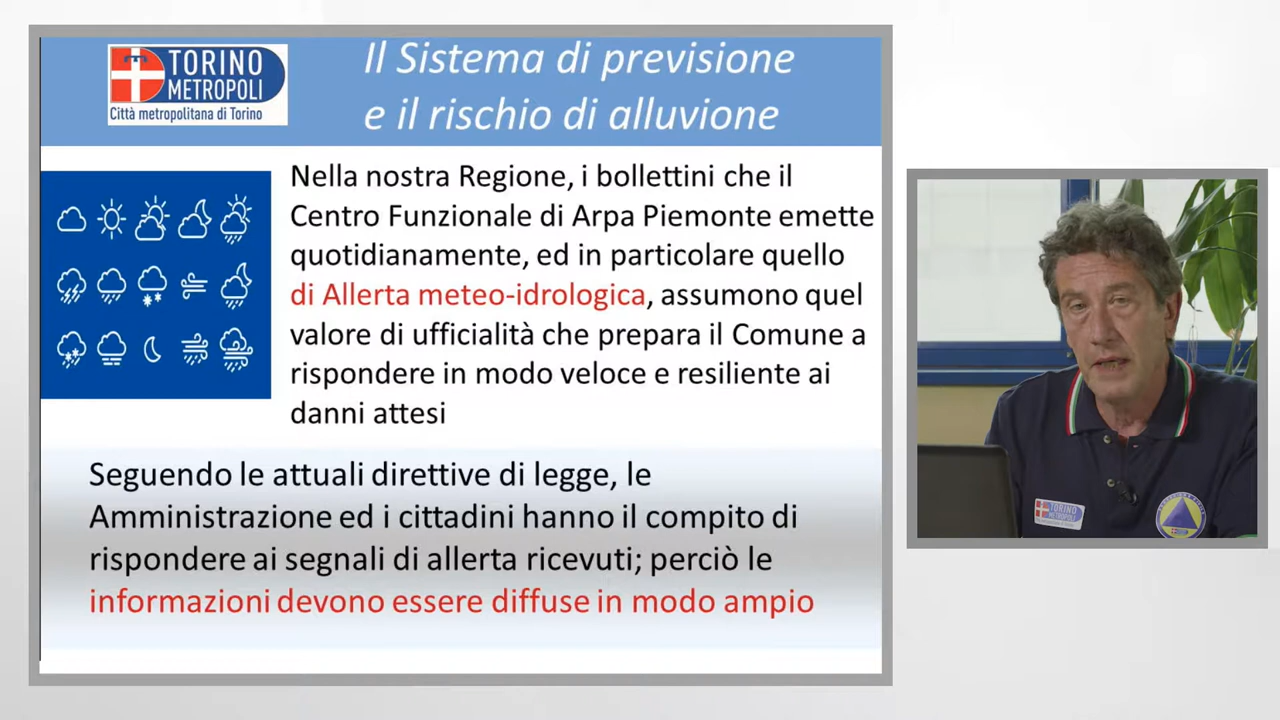 TORINO
METROPOLI
Città metropolitana di Torino
Il Sistema di previsione
e il rischio di alluvione
Nella nostra Regione, i bollettini che il
Centro Funzionale di Arpa Piemonte emette
quotidianamente, ed in particolare quello
di Allerta meteo-idrologica, assumono quel
valore di ufficialità che prepara il Comune a
rispondere in modo veloce e resiliente ai
danni attesi
Seguendo le attuali direttive di legge, le
Amministrazione ed i cittadini hanno il compito di
rispondere ai segnali di allerta ricevuti; perciò le
informazioni devono essere diffuse in modo ampio
TORINO
METROPOLI